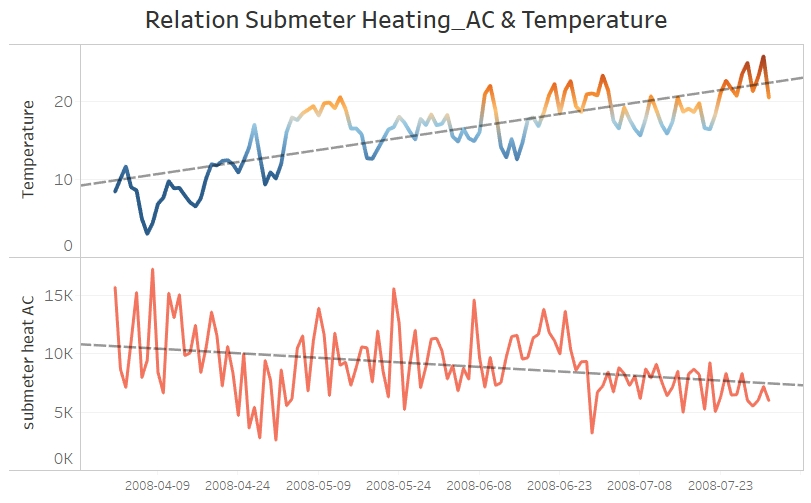 Relation Submeter Heating_AC & Temperature
Temperature
20
10
0
submeter heat AC
15K
10K
5K
0K
2008-04-09 2008-04-24 2008-05-09 2008-05-24 2008-06-08 2008-06-23 2008-07-08 2008-07-23